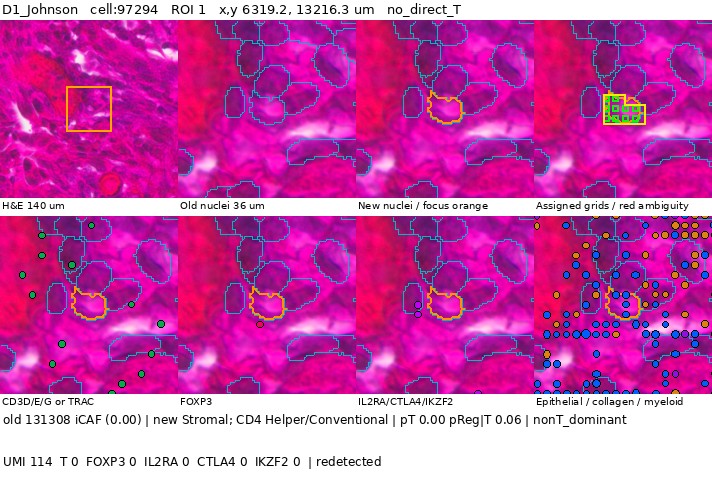 D1_Johnson cell:97294 ROI 1 x,y 6319.2, 13216.3 um no_direct_T
H&E 140 um
Old nuclei 36 um
New nuclei / focus orange
Assigned grids / red ambiguity
CD3D/E/G or TRAC
FOXP3
IL2RA/CTLA4/IKZF2
Epithelial / collagen / myeloid
old 131308 iCAF (0.00) | new Stromal; CD4 Helper/Conventional | pT 0.00 pReg|T 0.06 | nonT_dominant
UMI 114 T 0 FOXP3 0 IL2RA 0 CTLA4 0 IKZF2 0 | redetected